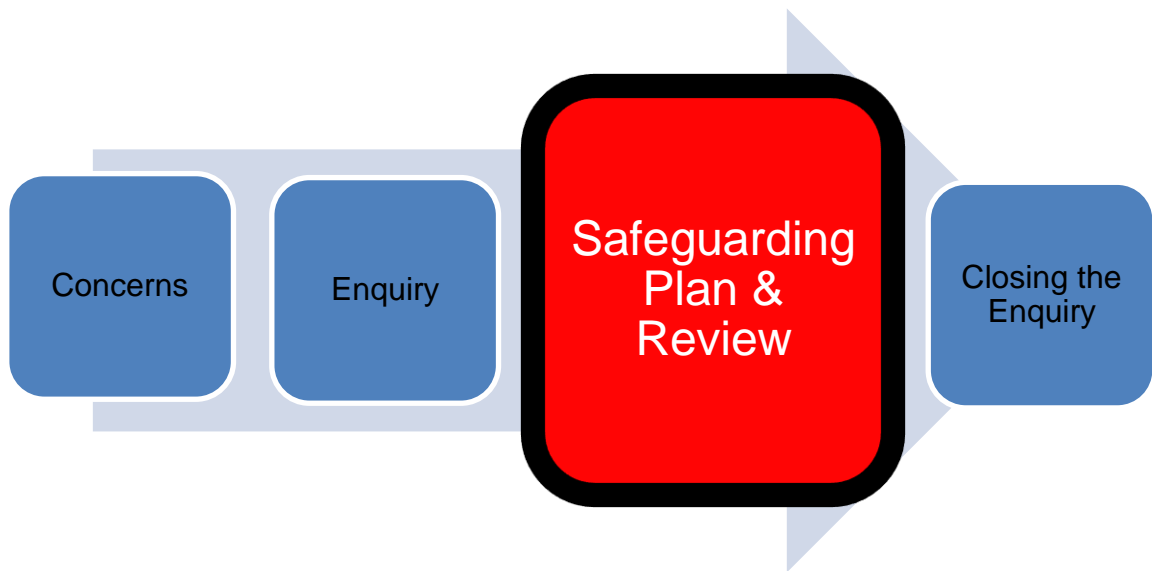 Concerns
Enquiry
Safeguarding
Plan &
Review
Closing the
Enquiry